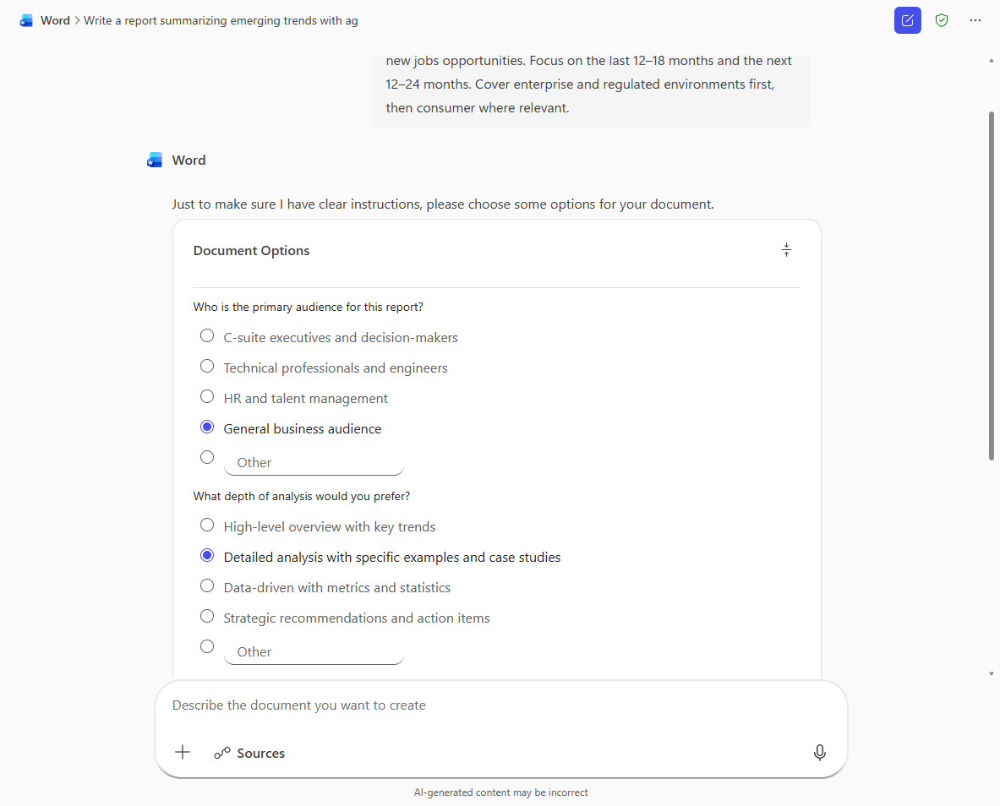 Word > Write a report summarizing emerging trends with ag
new jobs opportunities. Focus on the last 12–18 months and the next
12–24 months. Cover enterprise and regulated environments first,
then consumer where relevant.
Word
Just to make sure I have clear instructions, please choose some options for your document.
Document Options
Who is the primary audience for this report?
C-suite executives and decision-makers
Technical professionals and engineers
HR and talent management
General business audience
Other
What depth of analysis would you prefer?
High-level overview with key trends
Detailed analysis with specific examples and case studies
Data-driven with metrics and statistics
Strategic recommendations and action items
Other
Describe the document you want to create
Sources
AI-generated content may be incorrect